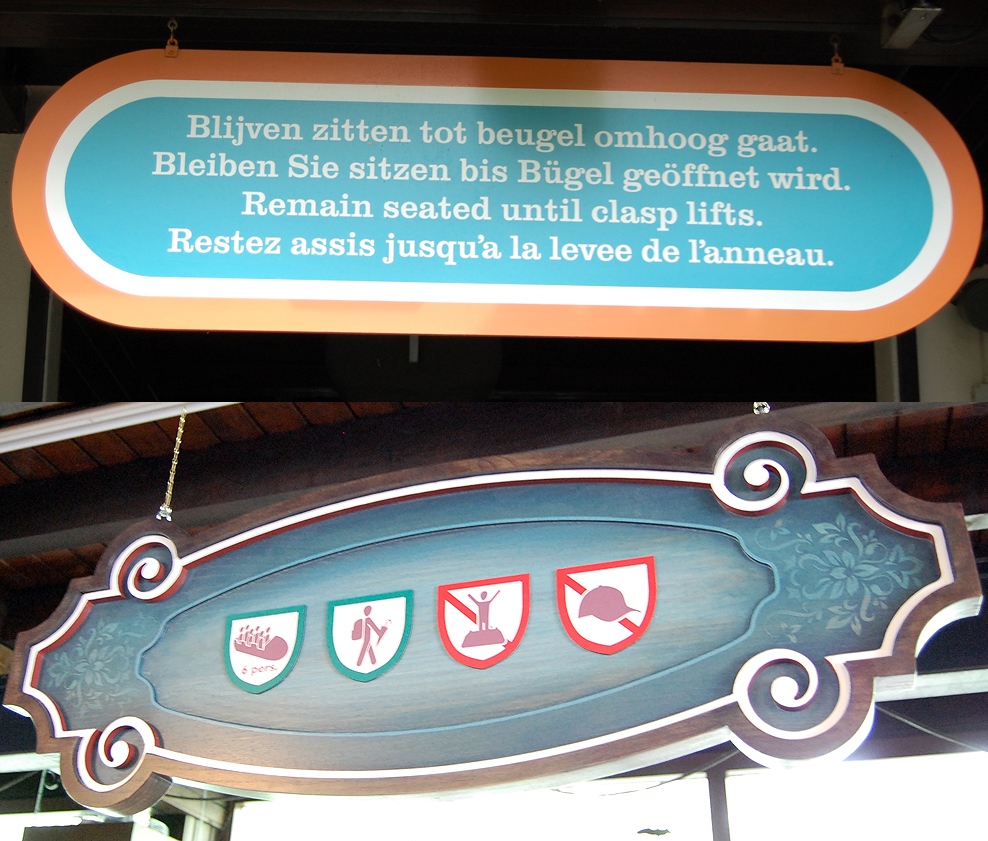 Blijven zitten tot beugel omhoog gaat.
Bleiben Sie sitzen bis Bügel geöffnet wird.
Remain seated until clasp lifts.
Restez assis jusqu'a la levee de l'anneau.
6 pers.